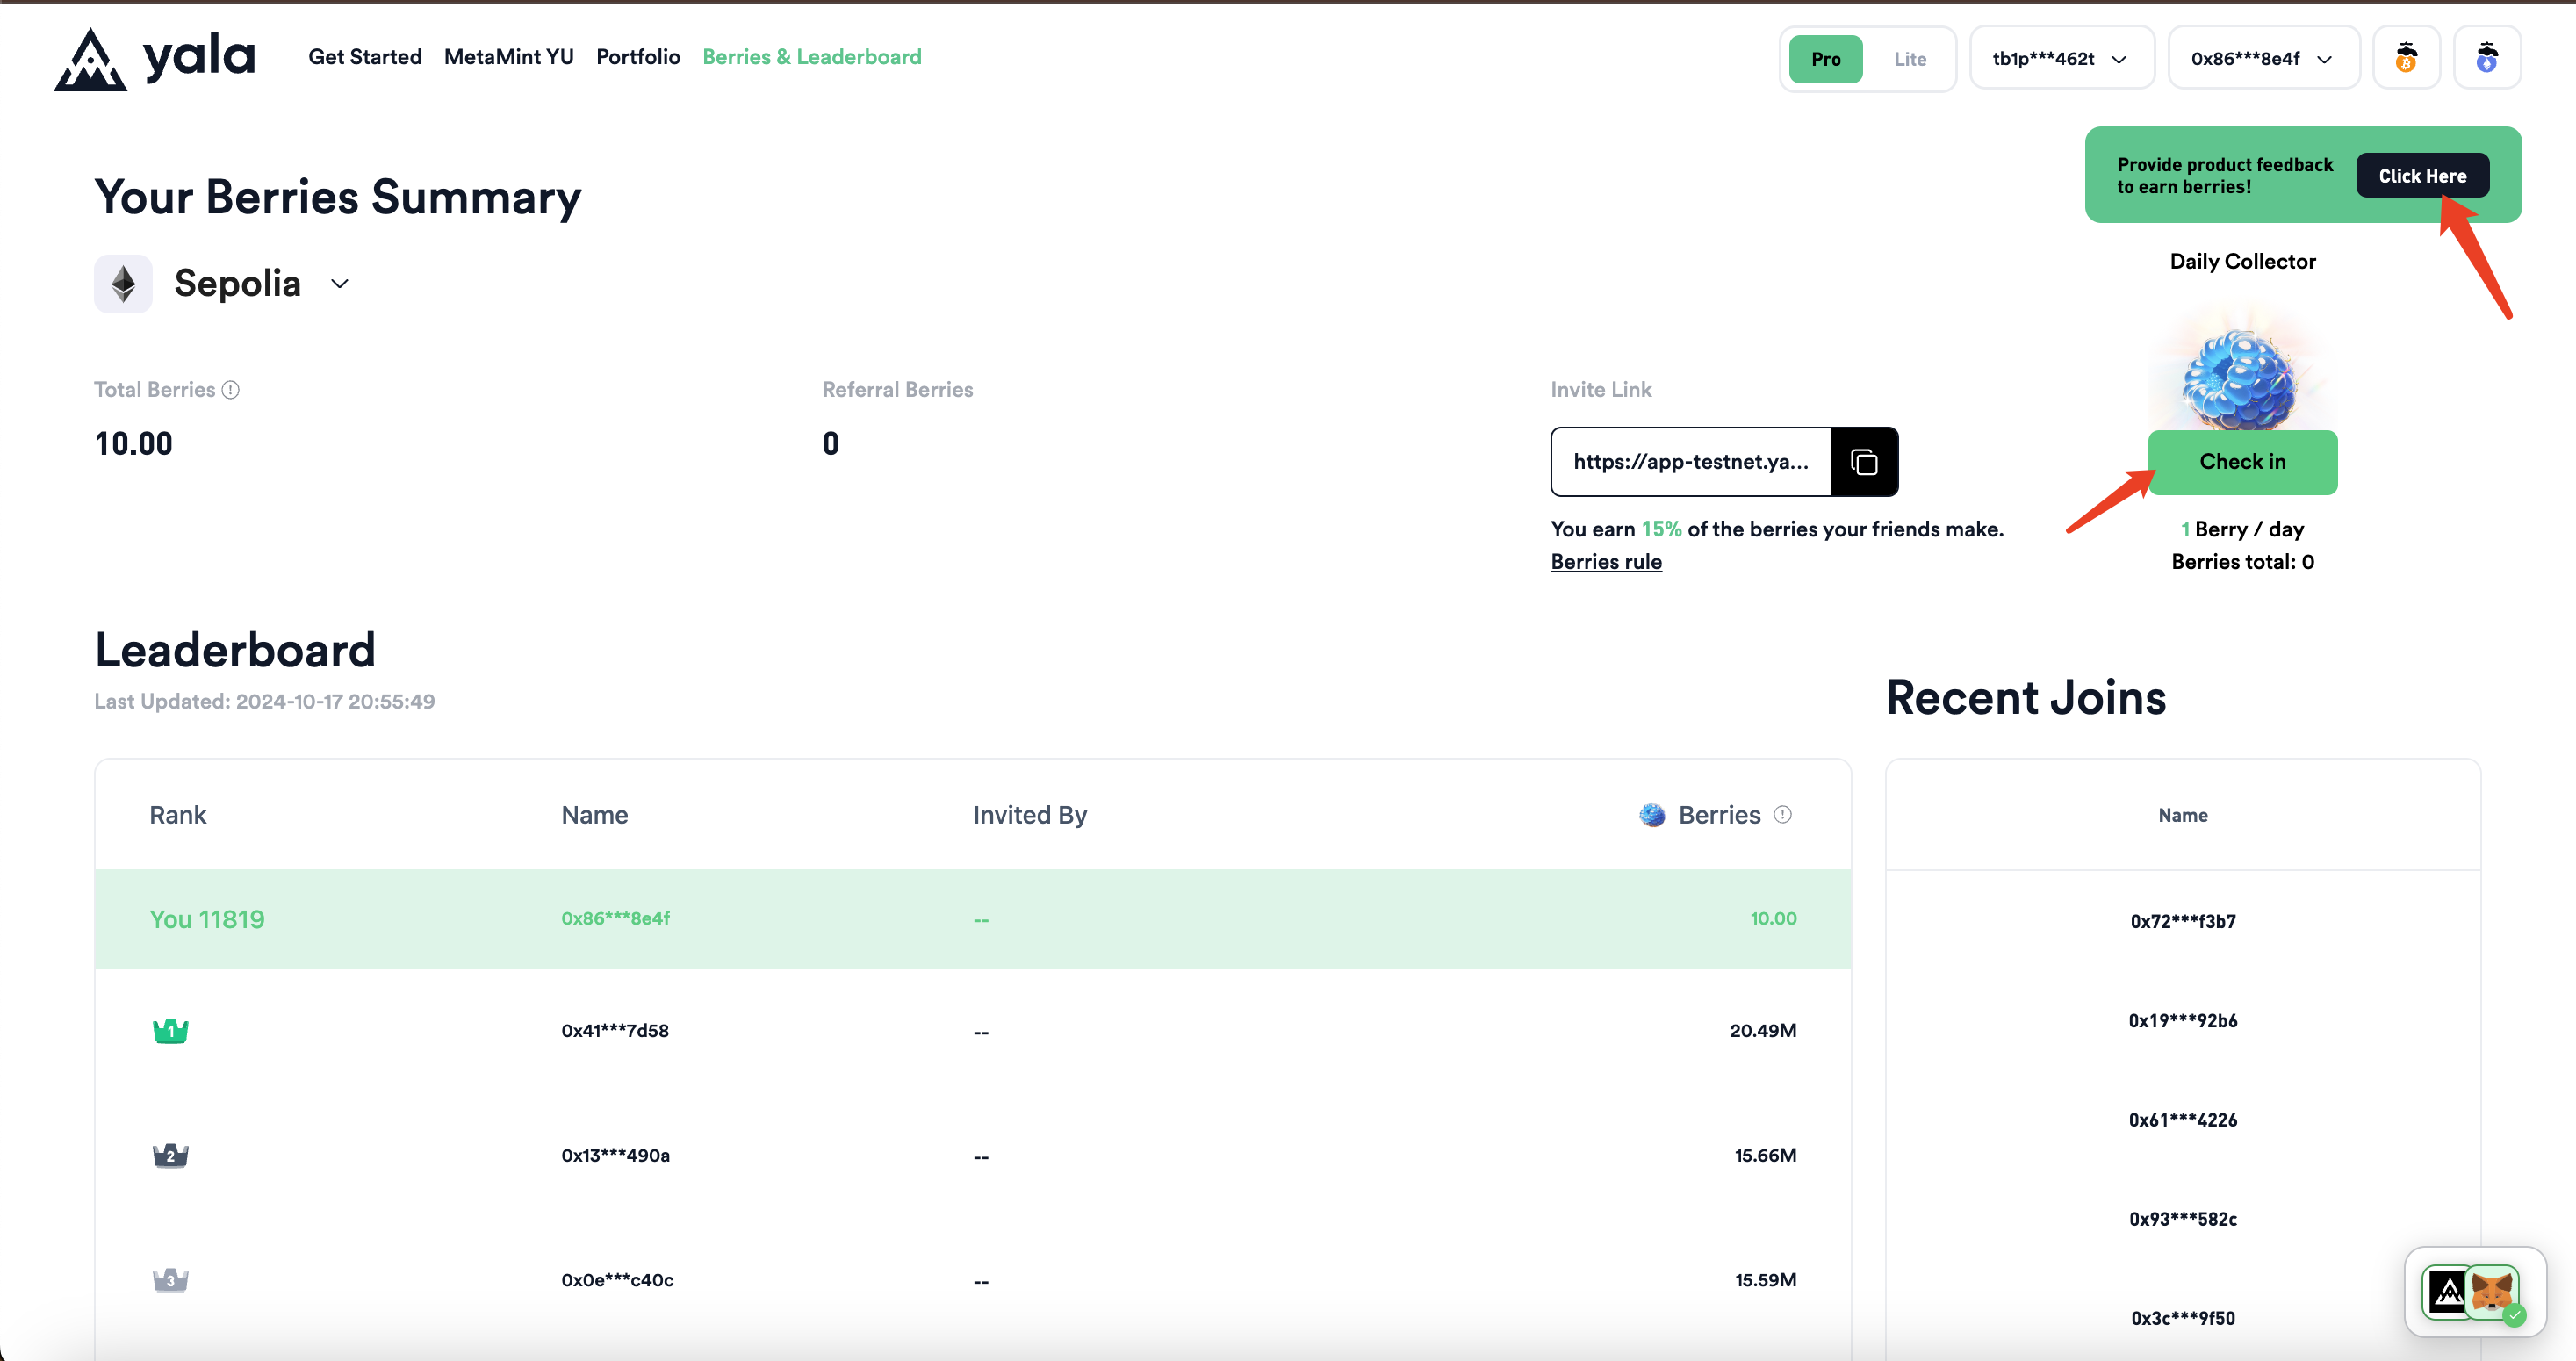 yala
Get Started MetaMint YU Portfolio Berries & Leaderboard
Pro Lite tb1p***462t 0x86***8e4f
Provide product feedback
to earn berries!
Click Here
Your Berries Summary
Sepolia
Daily Collector
Total Berries
10.00
Referral Berries
0
Invite Link
https://app-testnet.ya...
You earn 15% of the berries your friends make.
Berries rule
Check in
1 Berry / day
Berries total: 0
Leaderboard
Last Updated: 2024-10-17 20:55:49
Rank Name Invited By Berries
You 11819 0x86***8e4f -- 10.00
1 0x41***7d58 -- 20.49M
2 0x13***490a -- 15.66M
3 0x0e***c40c -- 15.59M
Recent Joins
Name
0x72***f3b7
0x19***92b6
0x61***4226
0x93***582c
0x3c***9f50